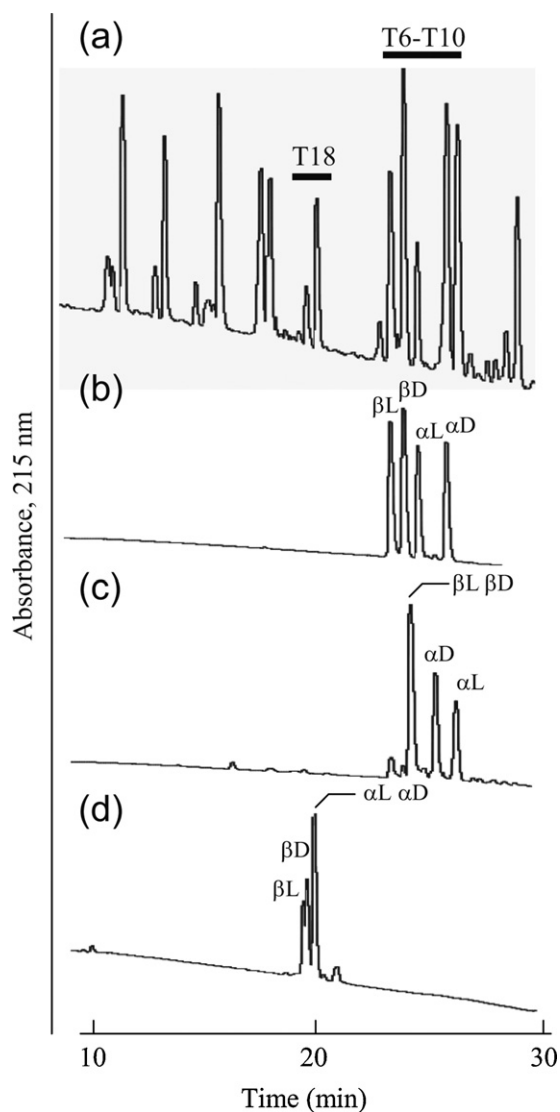 (a)
T6-T10
T18
(b)
βL βD αL αD
(c)
βL βD
αD αL
(d)
αL αD
βD
βL
Absorbance, 215 nm
10 20 30
Time (min)